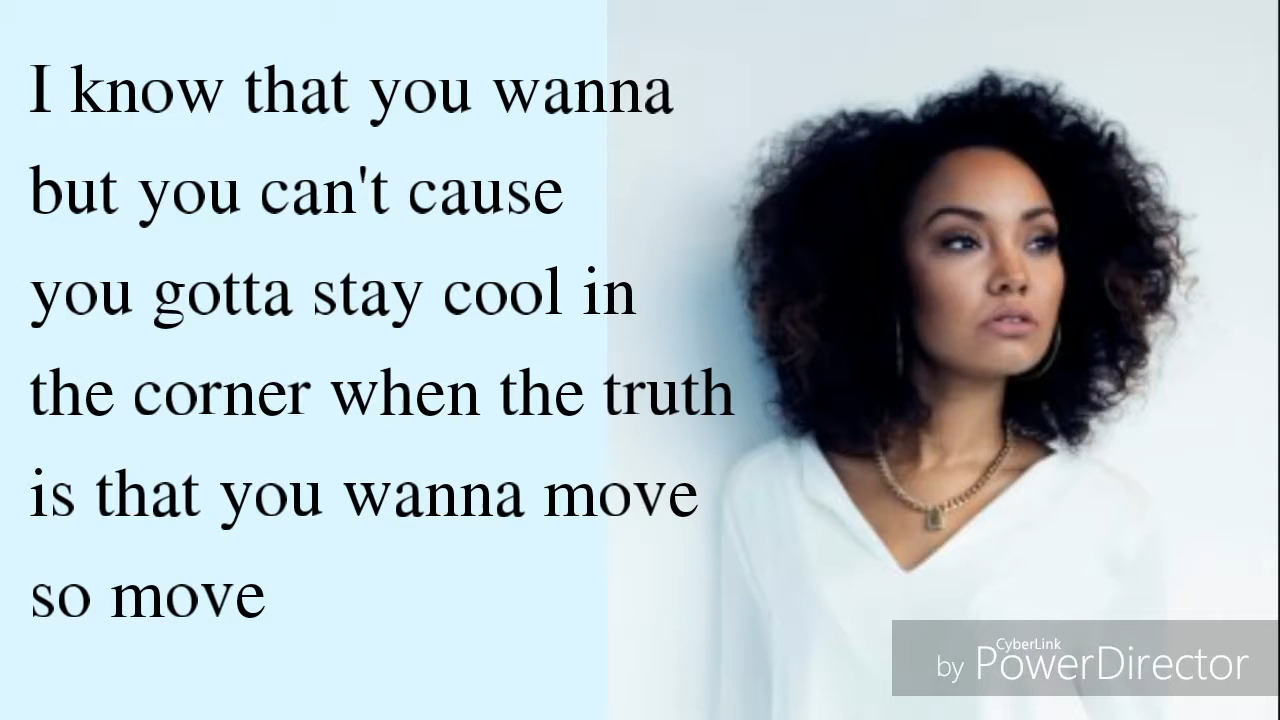 I know that you wanna
but you can't cause
you gotta stay cool in
the corner when the truth
is that you wanna move
so move
CyberLink
by PowerDirector